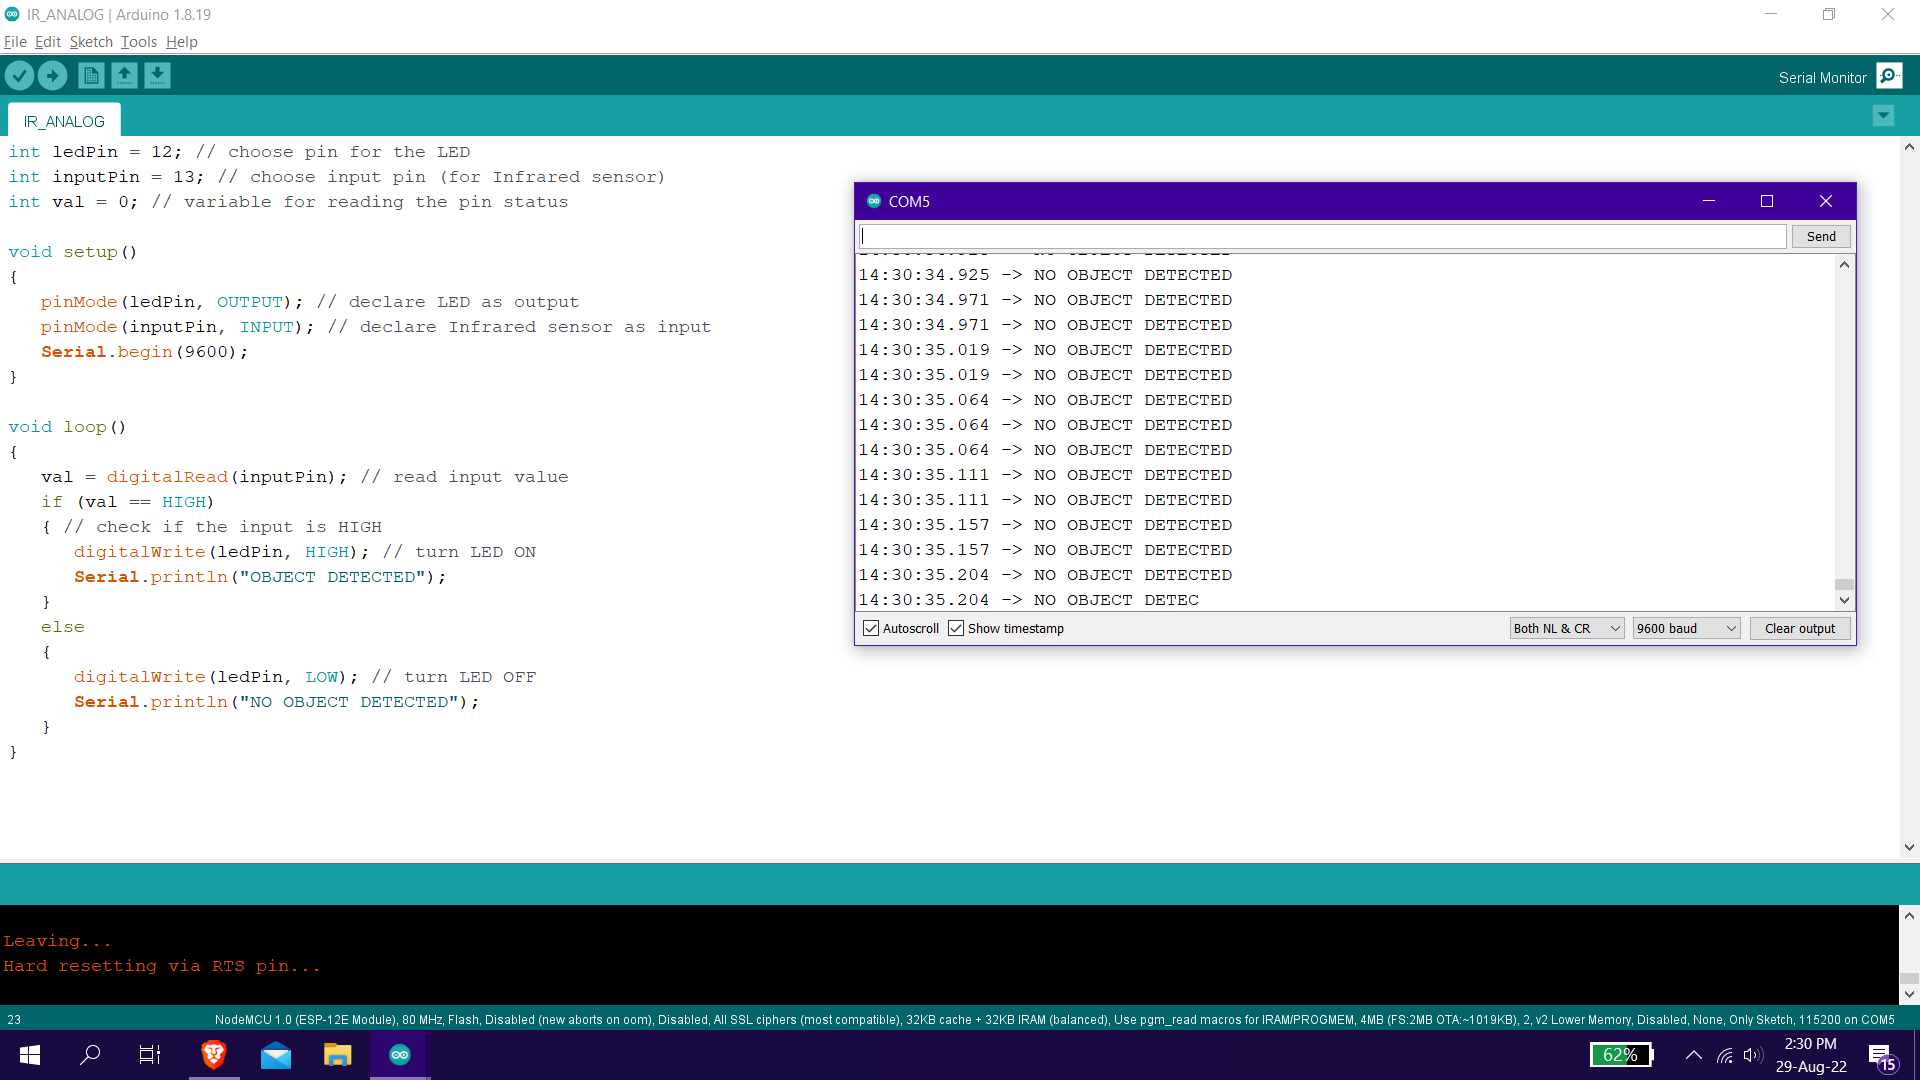 IR_ANALOG | Arduino 1.8.19
File Edit Sketch Tools Help
Serial Monitor
IR_ANALOG
int ledPin = 12; // choose pin for the LED
int inputPin = 13; // choose input pin (for Infrared sensor)
int val = 0; // variable for reading the pin status
void setup()
{
pinMode(ledPin, OUTPUT); // declare LED as output
pinMode(inputPin, INPUT); // declare Infrared sensor as input
Serial.begin(9600);
}
void loop()
{
val = digitalRead(inputPin); // read input value
if (val == HIGH)
{ // check if the input is HIGH
digitalWrite(ledPin, HIGH); // turn LED ON
Serial.println("OBJECT DETECTED");
}
else
{
digitalWrite(ledPin, LOW); // turn LED OFF
Serial.println("NO OBJECT DETECTED");
}
}
COM5
Send
14:30:34.925 -> NO OBJECT DETECTED
14:30:34.971 -> NO OBJECT DETECTED
14:30:34.971 -> NO OBJECT DETECTED
14:30:35.019 -> NO OBJECT DETECTED
14:30:35.019 -> NO OBJECT DETECTED
14:30:35.064 -> NO OBJECT DETECTED
14:30:35.064 -> NO OBJECT DETECTED
14:30:35.064 -> NO OBJECT DETECTED
14:30:35.111 -> NO OBJECT DETECTED
14:30:35.111 -> NO OBJECT DETECTED
14:30:35.157 -> NO OBJECT DETECTED
14:30:35.157 -> NO OBJECT DETECTED
14:30:35.204 -> NO OBJECT DETECTED
14:30:35.204 -> NO OBJECT DETEC
Autoscroll Show timestamp Both NL & CR 9600 baud Clear output
Leaving...
Hard resetting via RTS pin...
23 NodeMCU 1.0 (ESP-12E Module), 80 MHz, Flash, Disabled (new aborts on oom), Disabled, All SSL ciphers (most compatible), 32KB cache + 32KB IRAM (balanced), Use pgm_read macros for IRAM/PROGMEM, 4MB (FS:2MB OTA:~1019KB), 2, v2 Lower Memory, Disabled, None, Only Sketch, 115200 on COM5
62% 2:30 PM
29-Aug-22 15